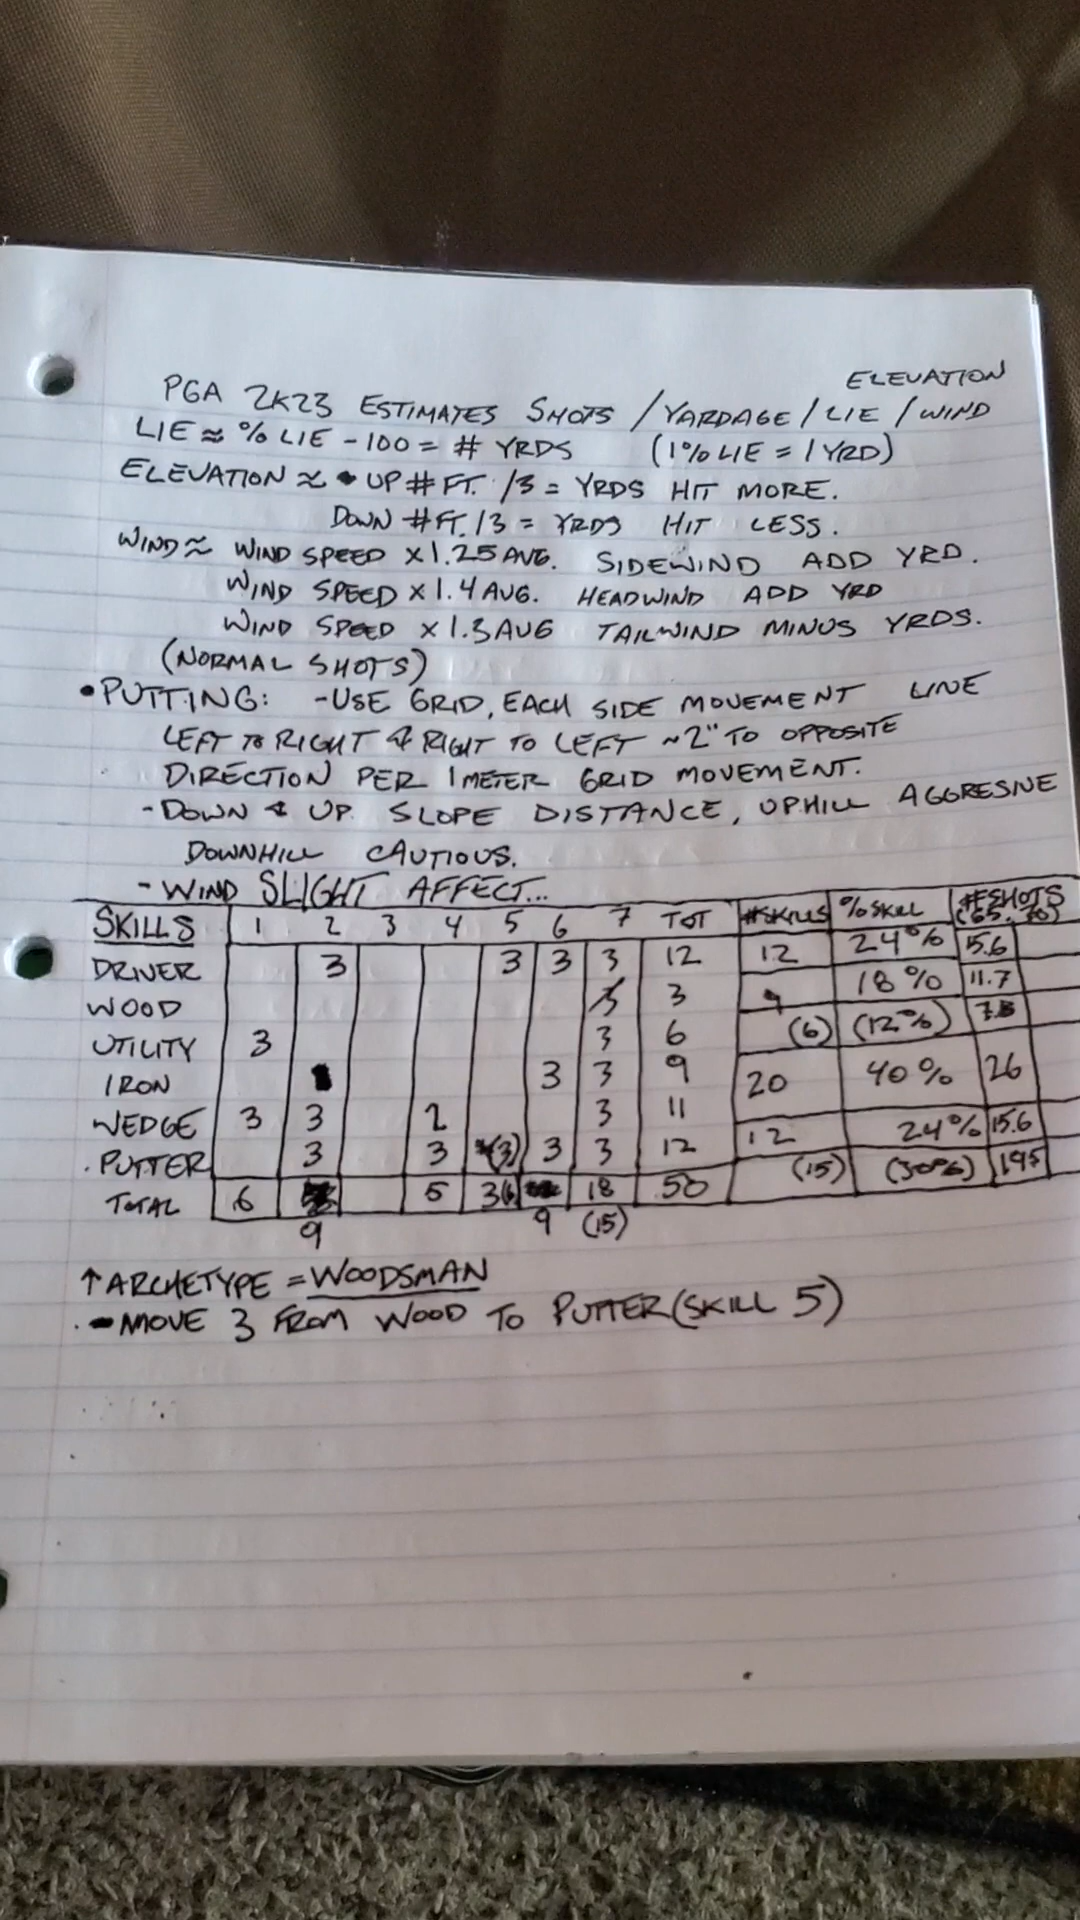 ELEVATION
PGA 2K23 ESTIMATES SHOTS / YARDAGE / LIE / WIND
LIE ≈ % LIE - 100 = # YRDS (1% LIE = 1 YRD)
ELEVATION ≈ UP # FT. /3 = YRDS HIT MORE.
DOWN # FT. /3 = YRDS HIT LESS.
WIND ≈ WIND SPEED X 1.25 AVG. SIDEWIND ADD YRD.
WIND SPEED X 1.4 AVG. HEADWIND ADD YRD
WIND SPEED X 1.3 AVG TAILWIND MINUS YRDS.
(NORMAL SHOTS)
• PUTTING: - USE GRID, EACH SIDE MOVEMENT LINE
LEFT TO RIGHT & RIGHT TO LEFT ~2" TO OPPOSITE
DIRECTION PER 1 METER GRID MOVEMENT.
- DOWN & UP SLOPE DISTANCE, UPHILL AGGRESIVE
DOWNHILL CAUTIOUS.
- WIND SLIGHT AFFECT...
SKILLS 1 2 3 4 5 6 7 TOT #SKILLS % SKILL # SHOTS (65-70)
DRIVER 3 3 3 3 12 12 24% 15.6
WOOD 3 3 9 18% 11.7
UTILITY 3 3 6 (6) (12%) 7.8
IRON 3 3 9 20 40% 26
WEDGE 3 3 2 3 11
PUTTER 3 3 (3) 3 3 12 12 24% 15.6
TOTAL 6 5 3(6) 18 50 (15) (30%) 19.5
9 9 (15)
↑ ARCHETYPE = WOODSMAN
- MOVE 3 FROM WOOD TO PUTTER (SKILL 5)